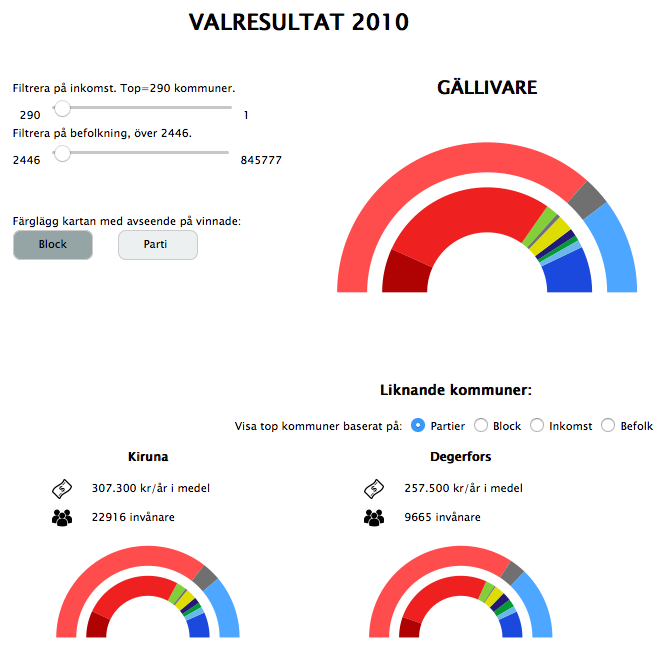 VALRESULTAT 2010
Filtrera på inkomst. Top=290 kommuner.
290 1
Filtrera på befolkning, över 2446.
2446 845777
Färglägg kartan med avseende på vinnade:
Block Parti
GÄLLIVARE
Liknande kommuner:
Visa top kommuner baserat på: Partier Block Inkomst Befolk
Kiruna
307.300 kr/år i medel
22916 invånare
Degerfors
257.500 kr/år i medel
9665 invånare